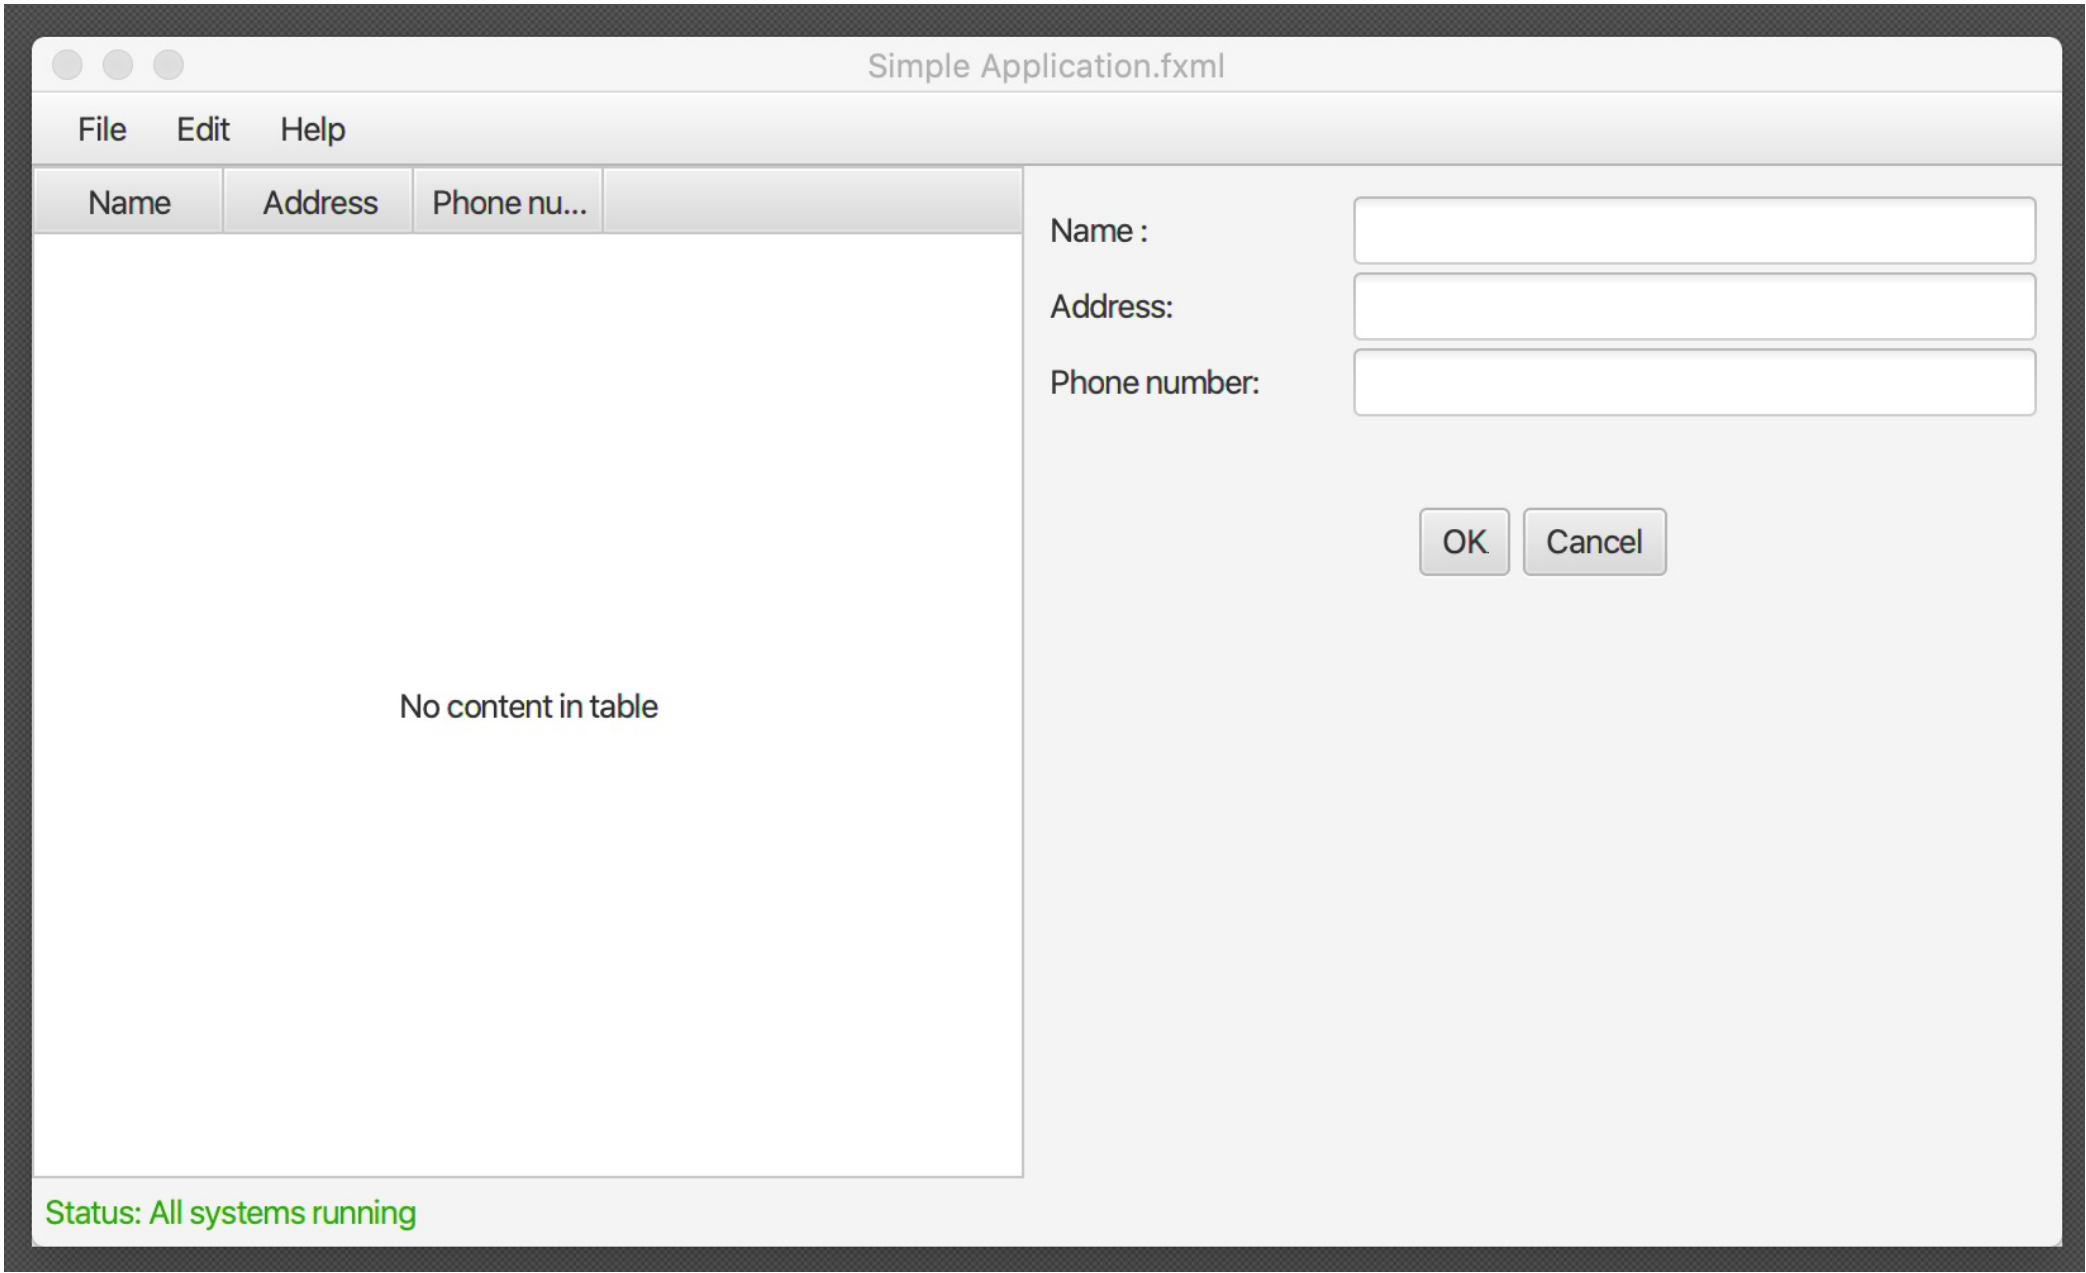 Simple Application.fxml
File Edit Help
Name Address Phone nu...
No content in table
Name :
Address:
Phone number:
OK Cancel
Status: All systems running